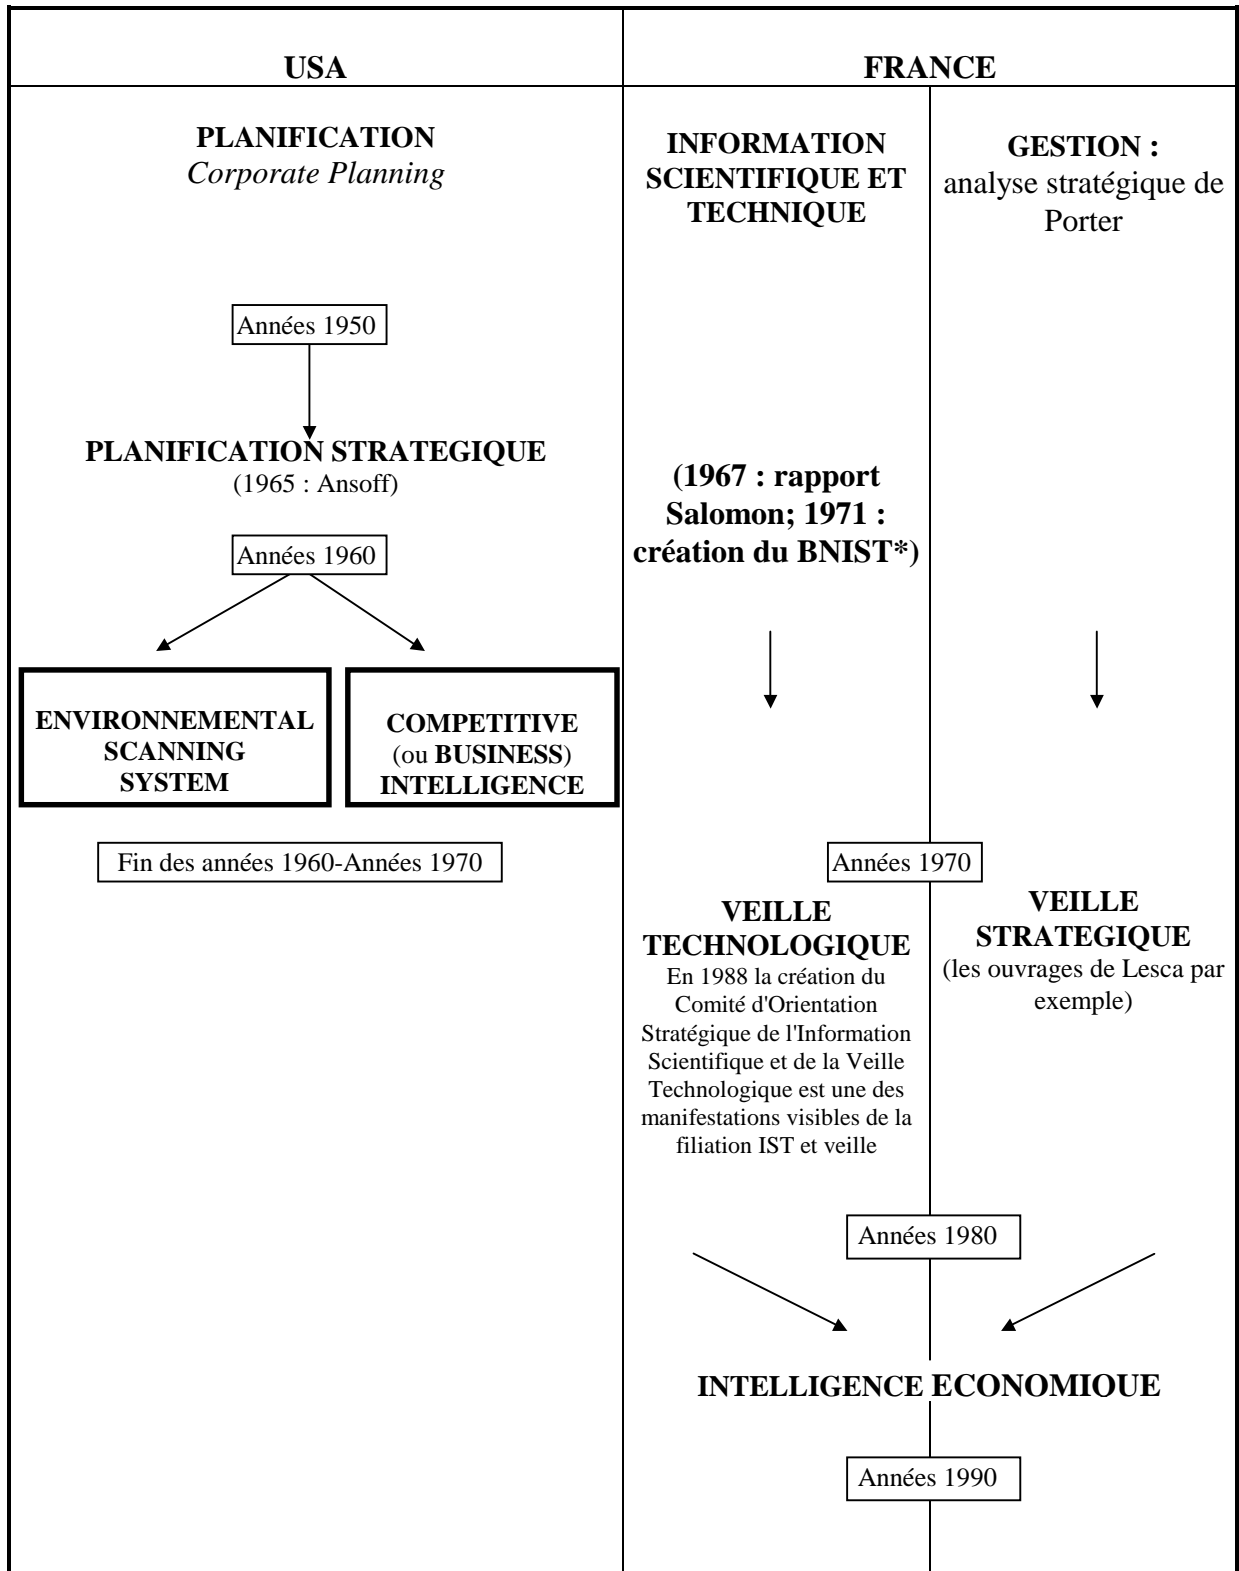 USA
FRANCE
PLANIFICATION
Corporate Planning
Années 1950
PLANIFICATION STRATEGIQUE
(1965 : Ansoff)
Années 1960
ENVIRONNEMENTAL
SCANNING
SYSTEM
COMPETITIVE
(ou BUSINESS)
INTELLIGENCE
Fin des années 1960-Années 1970
INFORMATION
SCIENTIFIQUE ET
TECHNIQUE
(1967 : rapport
Salomon; 1971 :
création du BNIST*)
GESTION :
analyse stratégique de
Porter
Années 1970
VEILLE
TECHNOLOGIQUE
En 1988 la création du
Comité d'Orientation
Stratégique de l'Information
Scientifique et de la Veille
Technologique est une des
manifestations visibles de la
filiation IST et veille
VEILLE
STRATEGIQUE
(les ouvrages de Lesca par
exemple)
Années 1980
INTELLIGENCE ECONOMIQUE
Années 1990